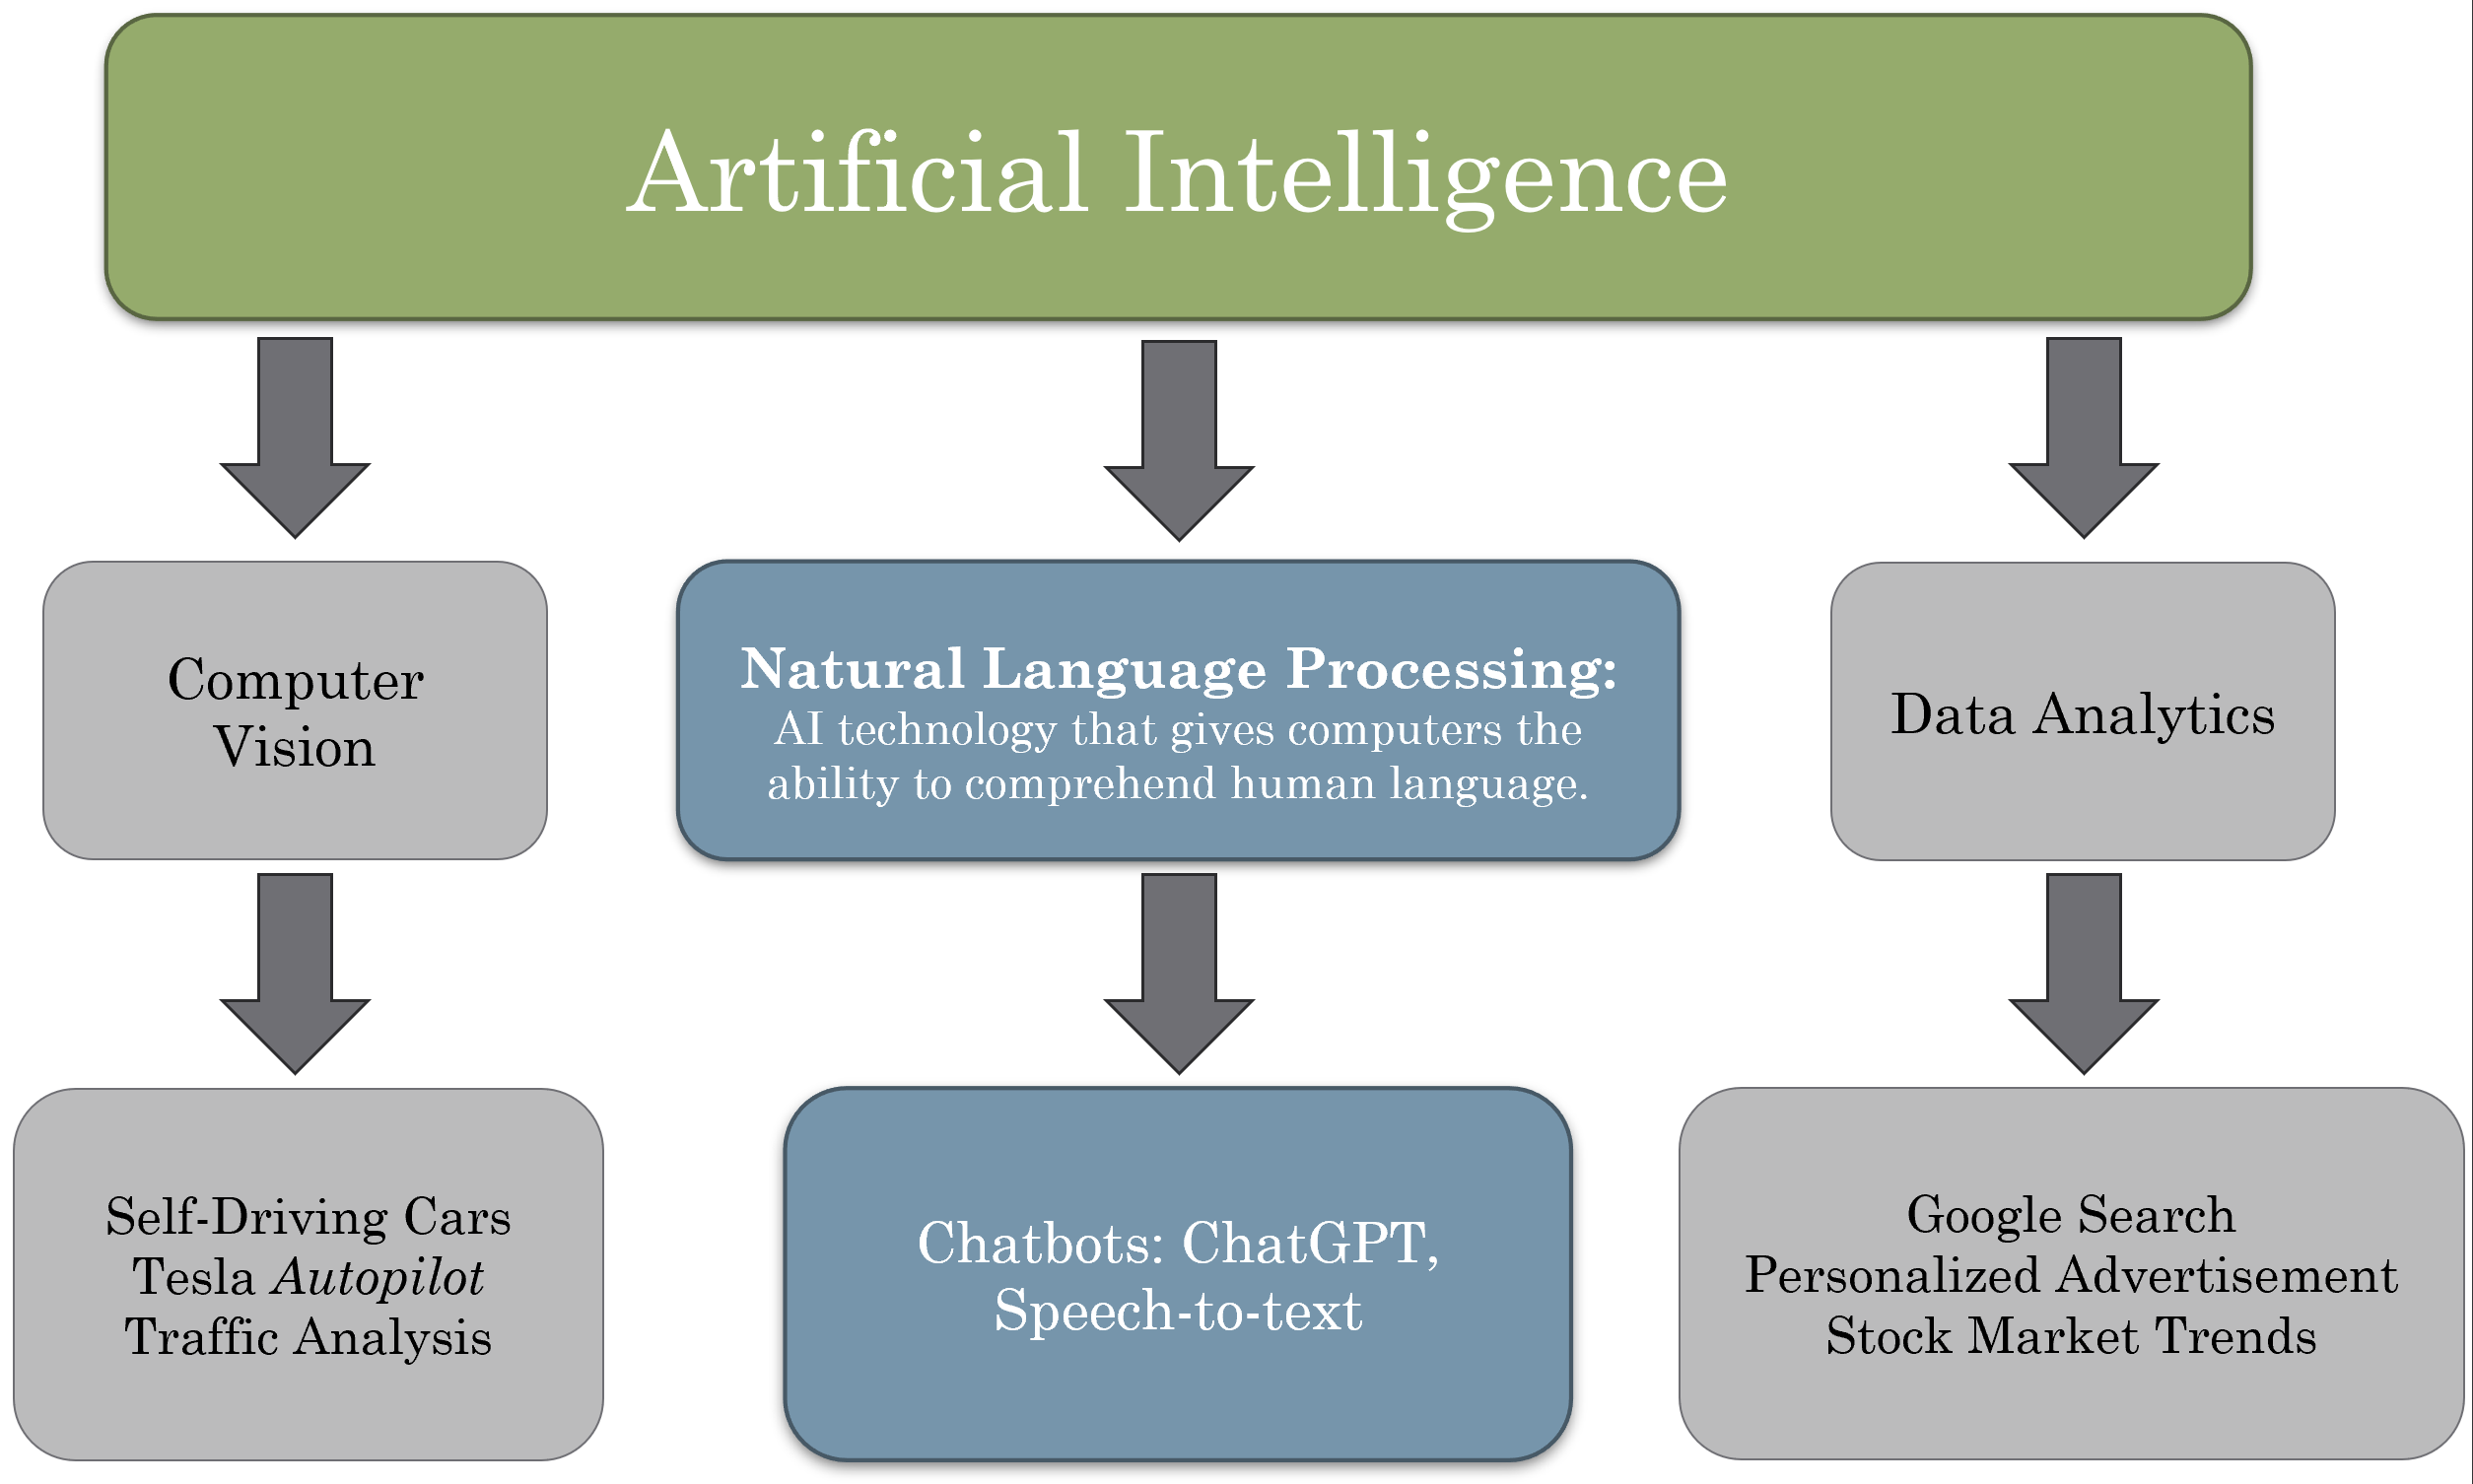 Artificial Intelligence
Computer
Vision
Natural Language Processing:
AI technology that gives computers the
ability to comprehend human language.
Data Analytics
Self-Driving Cars
Tesla Autopilot
Traffic Analysis
Chatbots: ChatGPT,
Speech-to-text
Google Search
Personalized Advertisement
Stock Market Trends